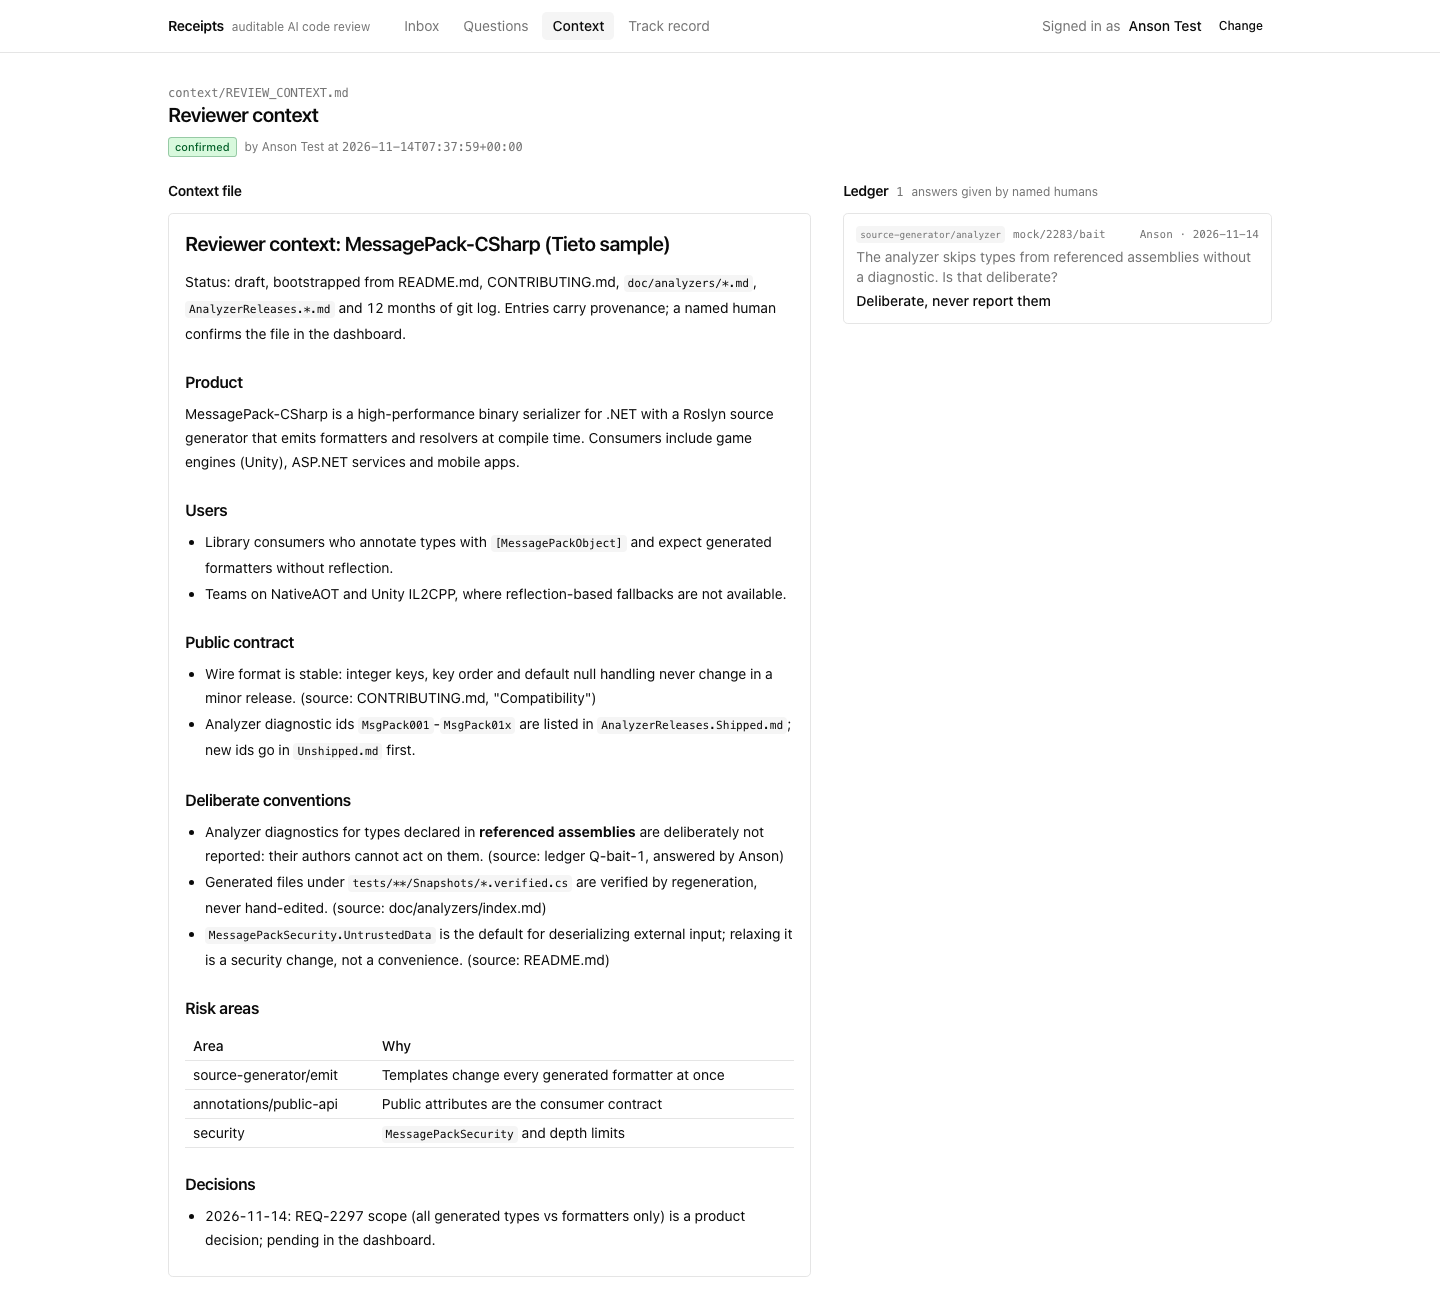 Receipts auditable AI code review Inbox Questions Context Track record Signed in as Anson Test Change
context/REVIEW_CONTEXT.md
Reviewer context
confirmed by Anson Test at 2026-11-14T07:37:59+00:00
Context file
Reviewer context: MessagePack-CSharp (Tieto sample)
Status: draft, bootstrapped from README.md, CONTRIBUTING.md, doc/analyzers/*.md,
AnalyzerReleases.*.md and 12 months of git log. Entries carry provenance; a named human
confirms the file in the dashboard.
Product
MessagePack-CSharp is a high-performance binary serializer for .NET with a Roslyn source
generator that emits formatters and resolvers at compile time. Consumers include game
engines (Unity), ASP.NET services and mobile apps.
Users
• Library consumers who annotate types with [MessagePackObject] and expect generated
formatters without reflection.
• Teams on NativeAOT and Unity IL2CPP, where reflection-based fallbacks are not available.
Public contract
• Wire format is stable: integer keys, key order and default null handling never change in a
minor release. (source: CONTRIBUTING.md, "Compatibility")
• Analyzer diagnostic ids MsgPack001-MsgPack01x are listed in AnalyzerReleases.Shipped.md;
new ids go in Unshipped.md first.
Deliberate conventions
• Analyzer diagnostics for types declared in referenced assemblies are deliberately not
reported: their authors cannot act on them. (source: ledger Q-bait-1, answered by Anson)
• Generated files under tests/**/Snapshots/*.verified.cs are verified by regeneration,
never hand-edited. (source: doc/analyzers/index.md)
• MessagePackSecurity.UntrustedData is the default for deserializing external input; relaxing it
is a security change, not a convenience. (source: README.md)
Risk areas
Area Why
source-generator/emit Templates change every generated formatter at once
annotations/public-api Public attributes are the consumer contract
security MessagePackSecurity and depth limits
Decisions
• 2026-11-14: REQ-2297 scope (all generated types vs formatters only) is a product
decision; pending in the dashboard.
Ledger 1 answers given by named humans
source-generator/analyzer mock/2283/bait Anson · 2026-11-14
The analyzer skips types from referenced assemblies without
a diagnostic. Is that deliberate?
Deliberate, never report them